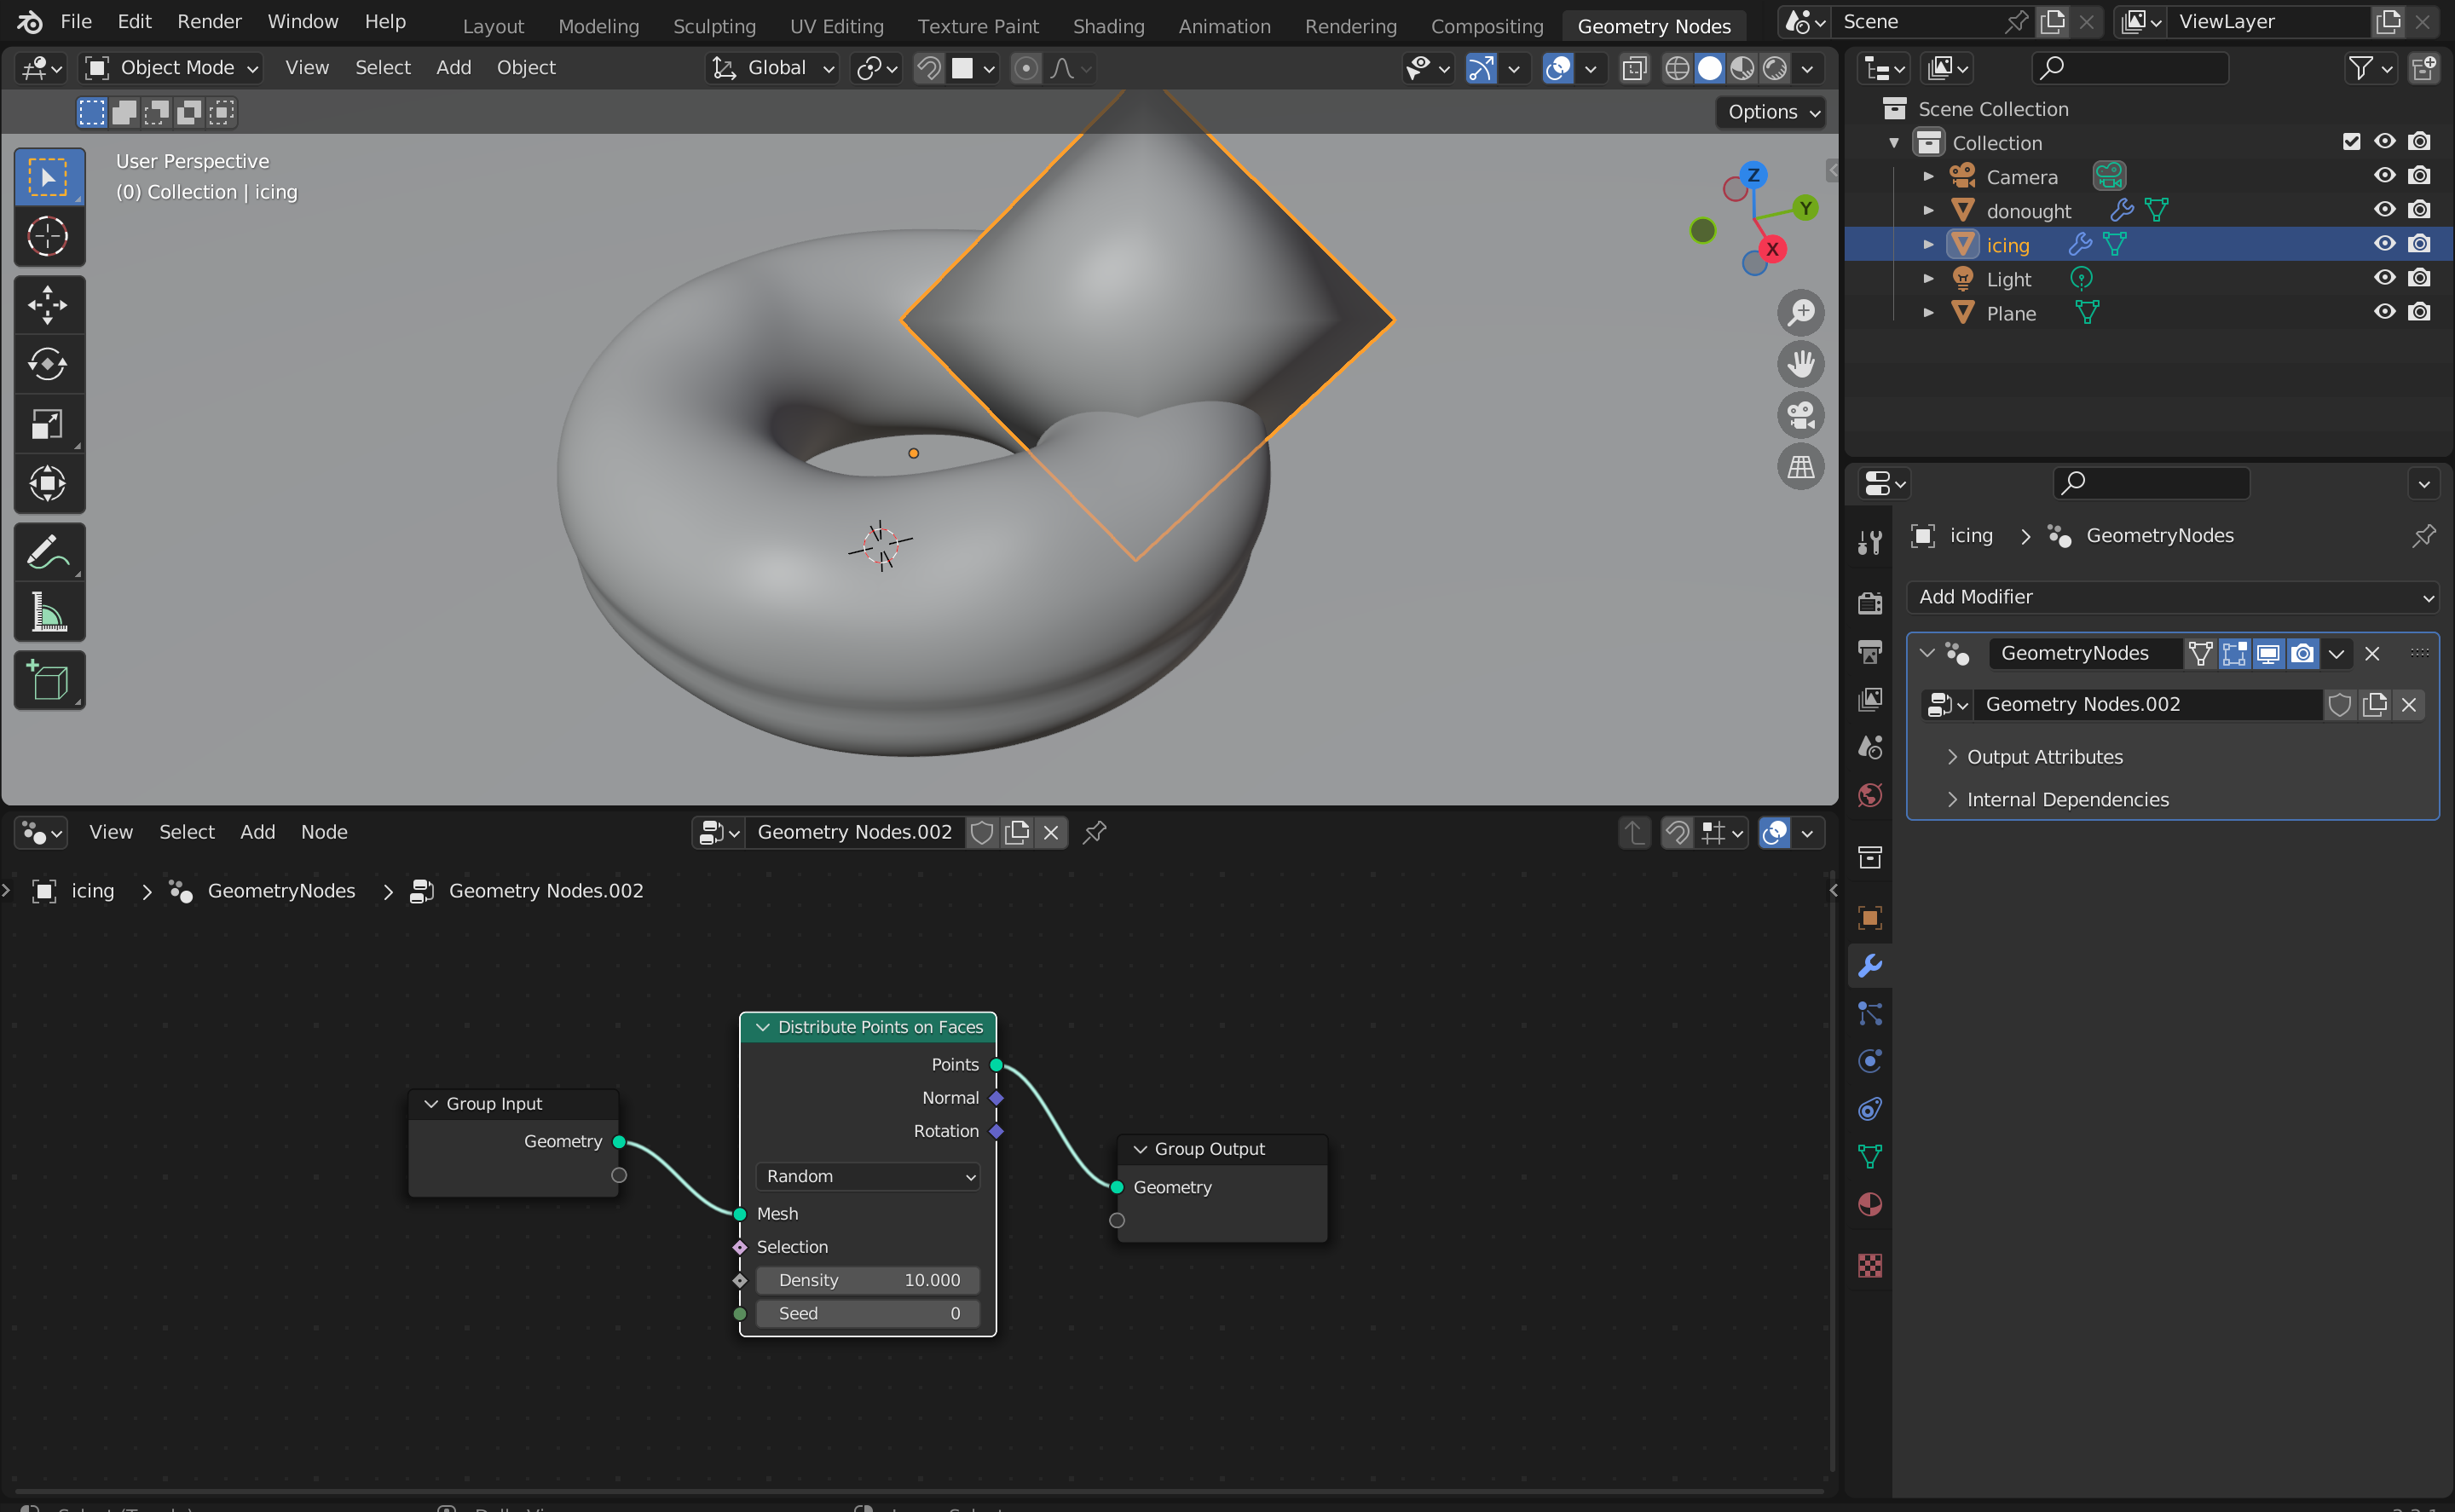 File Edit Render Window Help Layout Modeling Sculpting UV Editing Texture Paint Shading Animation Rendering Compositing Geometry Nodes Scene ViewLayer
Object Mode View Select Add Object Global
Options
User Perspective
(0) Collection | icing
Z
Y
X
Scene Collection
Collection
Camera
donought
icing
Light
Plane
icing GeometryNodes
Add Modifier
GeometryNodes
Geometry Nodes.002
Output Attributes
Internal Dependencies
View Select Add Node Geometry Nodes.002
icing GeometryNodes Geometry Nodes.002
Group Input
Geometry
Distribute Points on Faces
Points
Normal
Rotation
Random
Mesh
Selection
Density 10.000
Seed 0
Group Output
Geometry